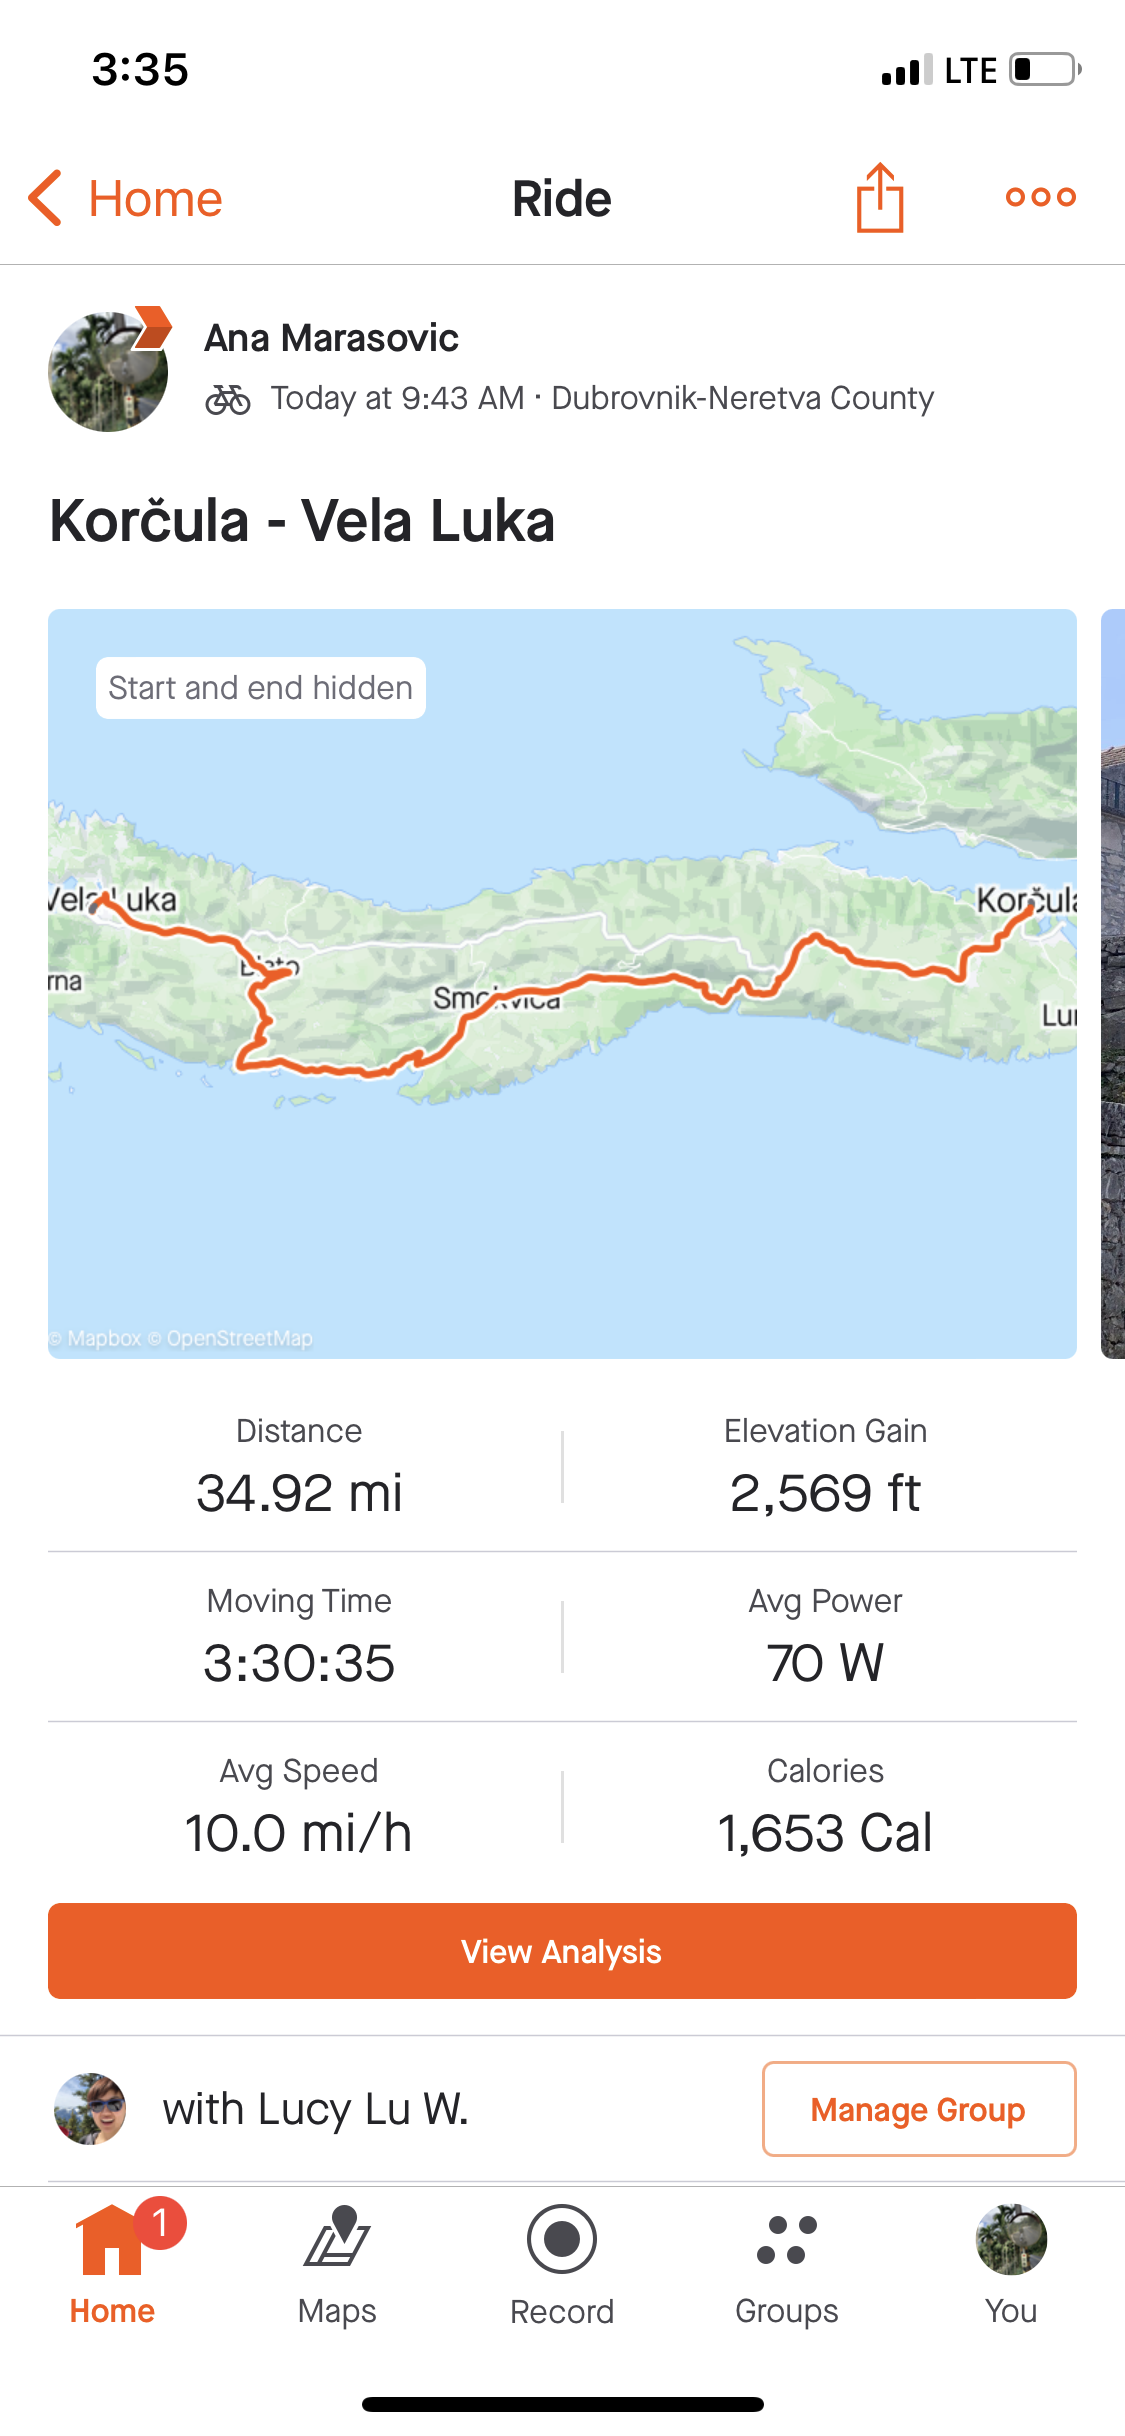 3:35
LTE
Home
Ride
Ana Marasovic
Today at 9:43 AM · Dubrovnik-Neretva County
Korčula - Vela Luka
Start and end hidden
Korčula
Blato
rna
Smokvica
© Mapbox © OpenStreetMap
Distance
34.92 mi
Elevation Gain
2,569 ft
Moving Time
3:30:35
Avg Power
70 W
Avg Speed
10.0 mi/h
Calories
1,653 Cal
View Analysis
with Lucy Lu W.
Manage Group
1
Home
Maps
Record
Groups
You